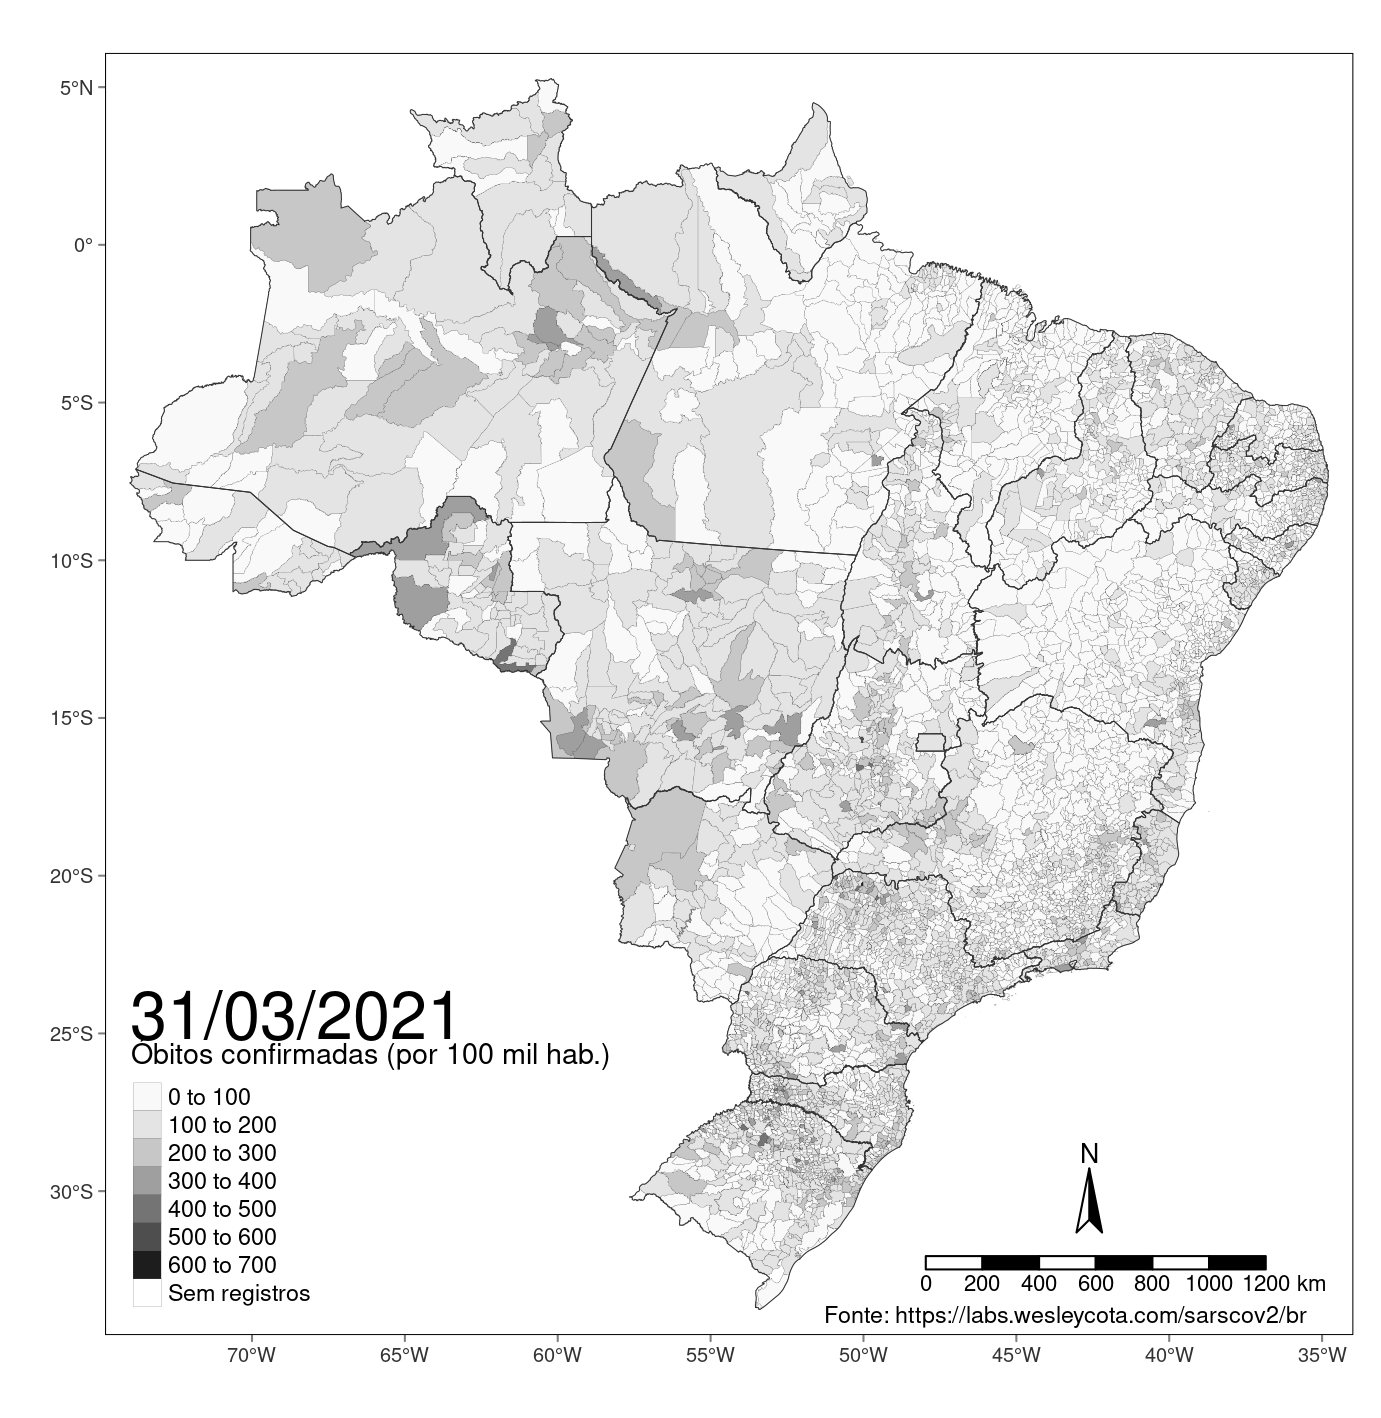 5°N
0°
5°S
10°S
15°S
20°S
25°S
30°S
31/03/2021
Óbitos confirmadas (por 100 mil hab.)
0 to 100
100 to 200
200 to 300
300 to 400
400 to 500
500 to 600
600 to 700
Sem registros
N
0 200 400 600 800 1000 1200 km
Fonte: https://labs.wesleycota.com/sarscov2/br
70°W 65°W 60°W 55°W 50°W 45°W 40°W 35°W